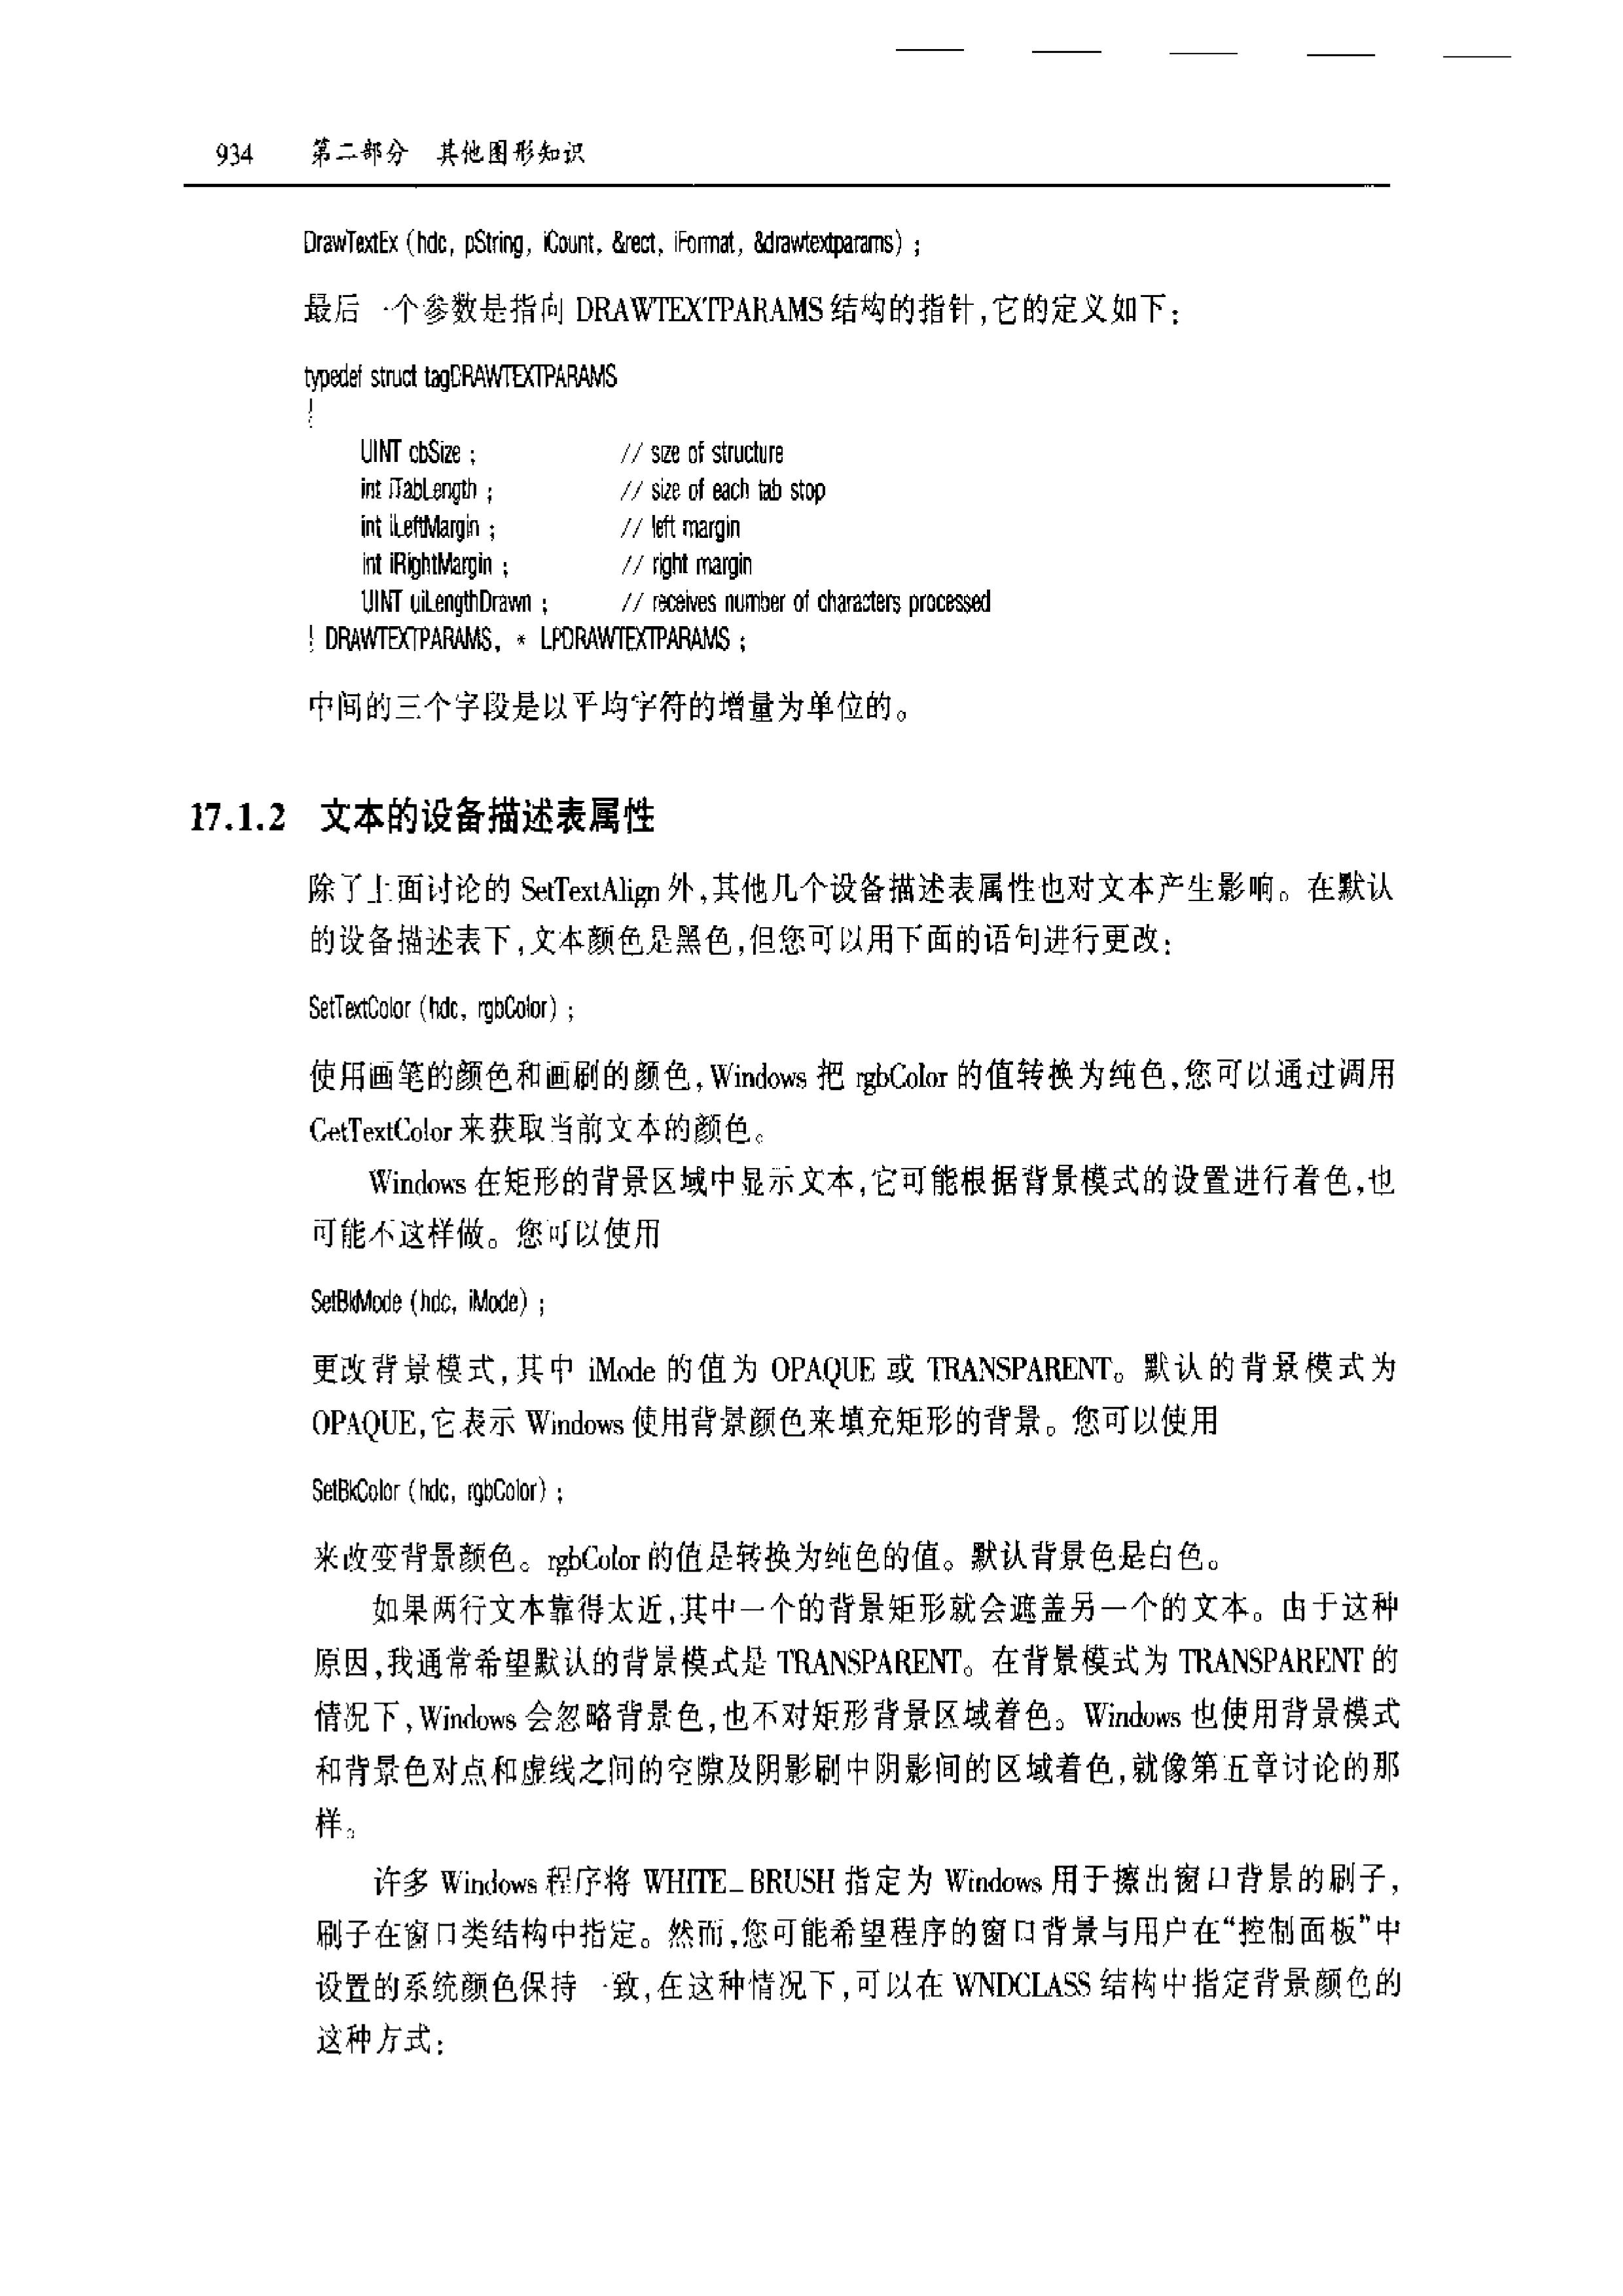 934 第二部分 其他图形知识
DrawTextEx (hdc, pString, iCount, &rect, iFormat, &drawtextparams) ;
最后一个参数是指向 DRAWTEXTPARAMS 结构的指针,它的定义如下:
typedef struct tagDRAWTEXTPARAMS
{
UINT cbSize ; // size of structure
int iTabLength ; // size of each tab stop
int iLeftMargin ; // left margin
int iRightMargin ; // right margin
UINT uiLengthDrawn ; // receives number of characters processed
} DRAWTEXTPARAMS, * LPDRAWTEXTPARAMS ;
中间的三个字段是以平均字符的增量为单位的。
17.1.2 文本的设备描述表属性
除了上面讨论的 SetTextAlign 外,其他几个设备描述表属性也对文本产生影响。在默认
的设备描述表下,文本颜色是黑色,但您可以用下面的语句进行更改:
SetTextColor (hdc, rgbColor) ;
使用画笔的颜色和画刷的颜色,Windows 把 rgbColor 的值转换为纯色,您可以通过调用
GetTextColor 来获取当前文本的颜色。
Windows 在矩形的背景区域中显示文本,它可能根据背景模式的设置进行着色,也
可能不这样做。您可以使用
SetBkMode (hdc, iMode) ;
更改背景模式,其中 iMode 的值为 OPAQUE 或 TRANSPARENT。默认的背景模式为
OPAQUE,它表示 Windows 使用背景颜色来填充矩形的背景。您可以使用
SetBkColor (hdc, rgbColor) ;
来改变背景颜色。rgbColor 的值是转换为纯色的值。默认背景色是白色。
如果两行文本靠得太近,其中一个的背景矩形就会遮盖另一个的文本。由于这种
原因,我通常希望默认的背景模式是 TRANSPARENT。在背景模式为 TRANSPARENT 的
情况下,Windows 会忽略背景色,也不对矩形背景区域着色。Windows 也使用背景模式
和背景色对点和虚线之间的空隙及阴影刷中阴影间的区域着色,就像第五章讨论的那
样。
许多 Windows 程序将 WHITE_BRUSH 指定为 Windows 用于擦出窗口背景的刷子,
刷子在窗口类结构中指定。然而,您可能希望程序的窗口背景与用户在“控制面板”中
设置的系统颜色保持一致,在这种情况下,可以在 WNDCLASS 结构中指定背景颜色的
这种方式: